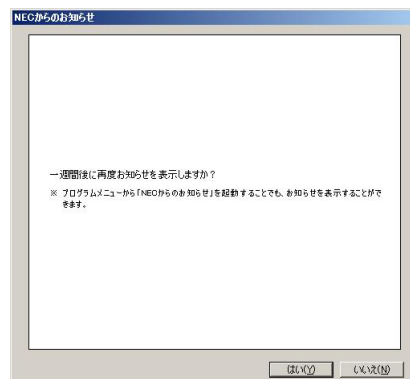 NECからのお知らせ
一週間後に再度お知らせを表示しますか？
※ プログラムメニューから「NECからのお知らせ」を起動することでも、お知らせを表示することがで
きます。
はい(Y)
いいえ(N)